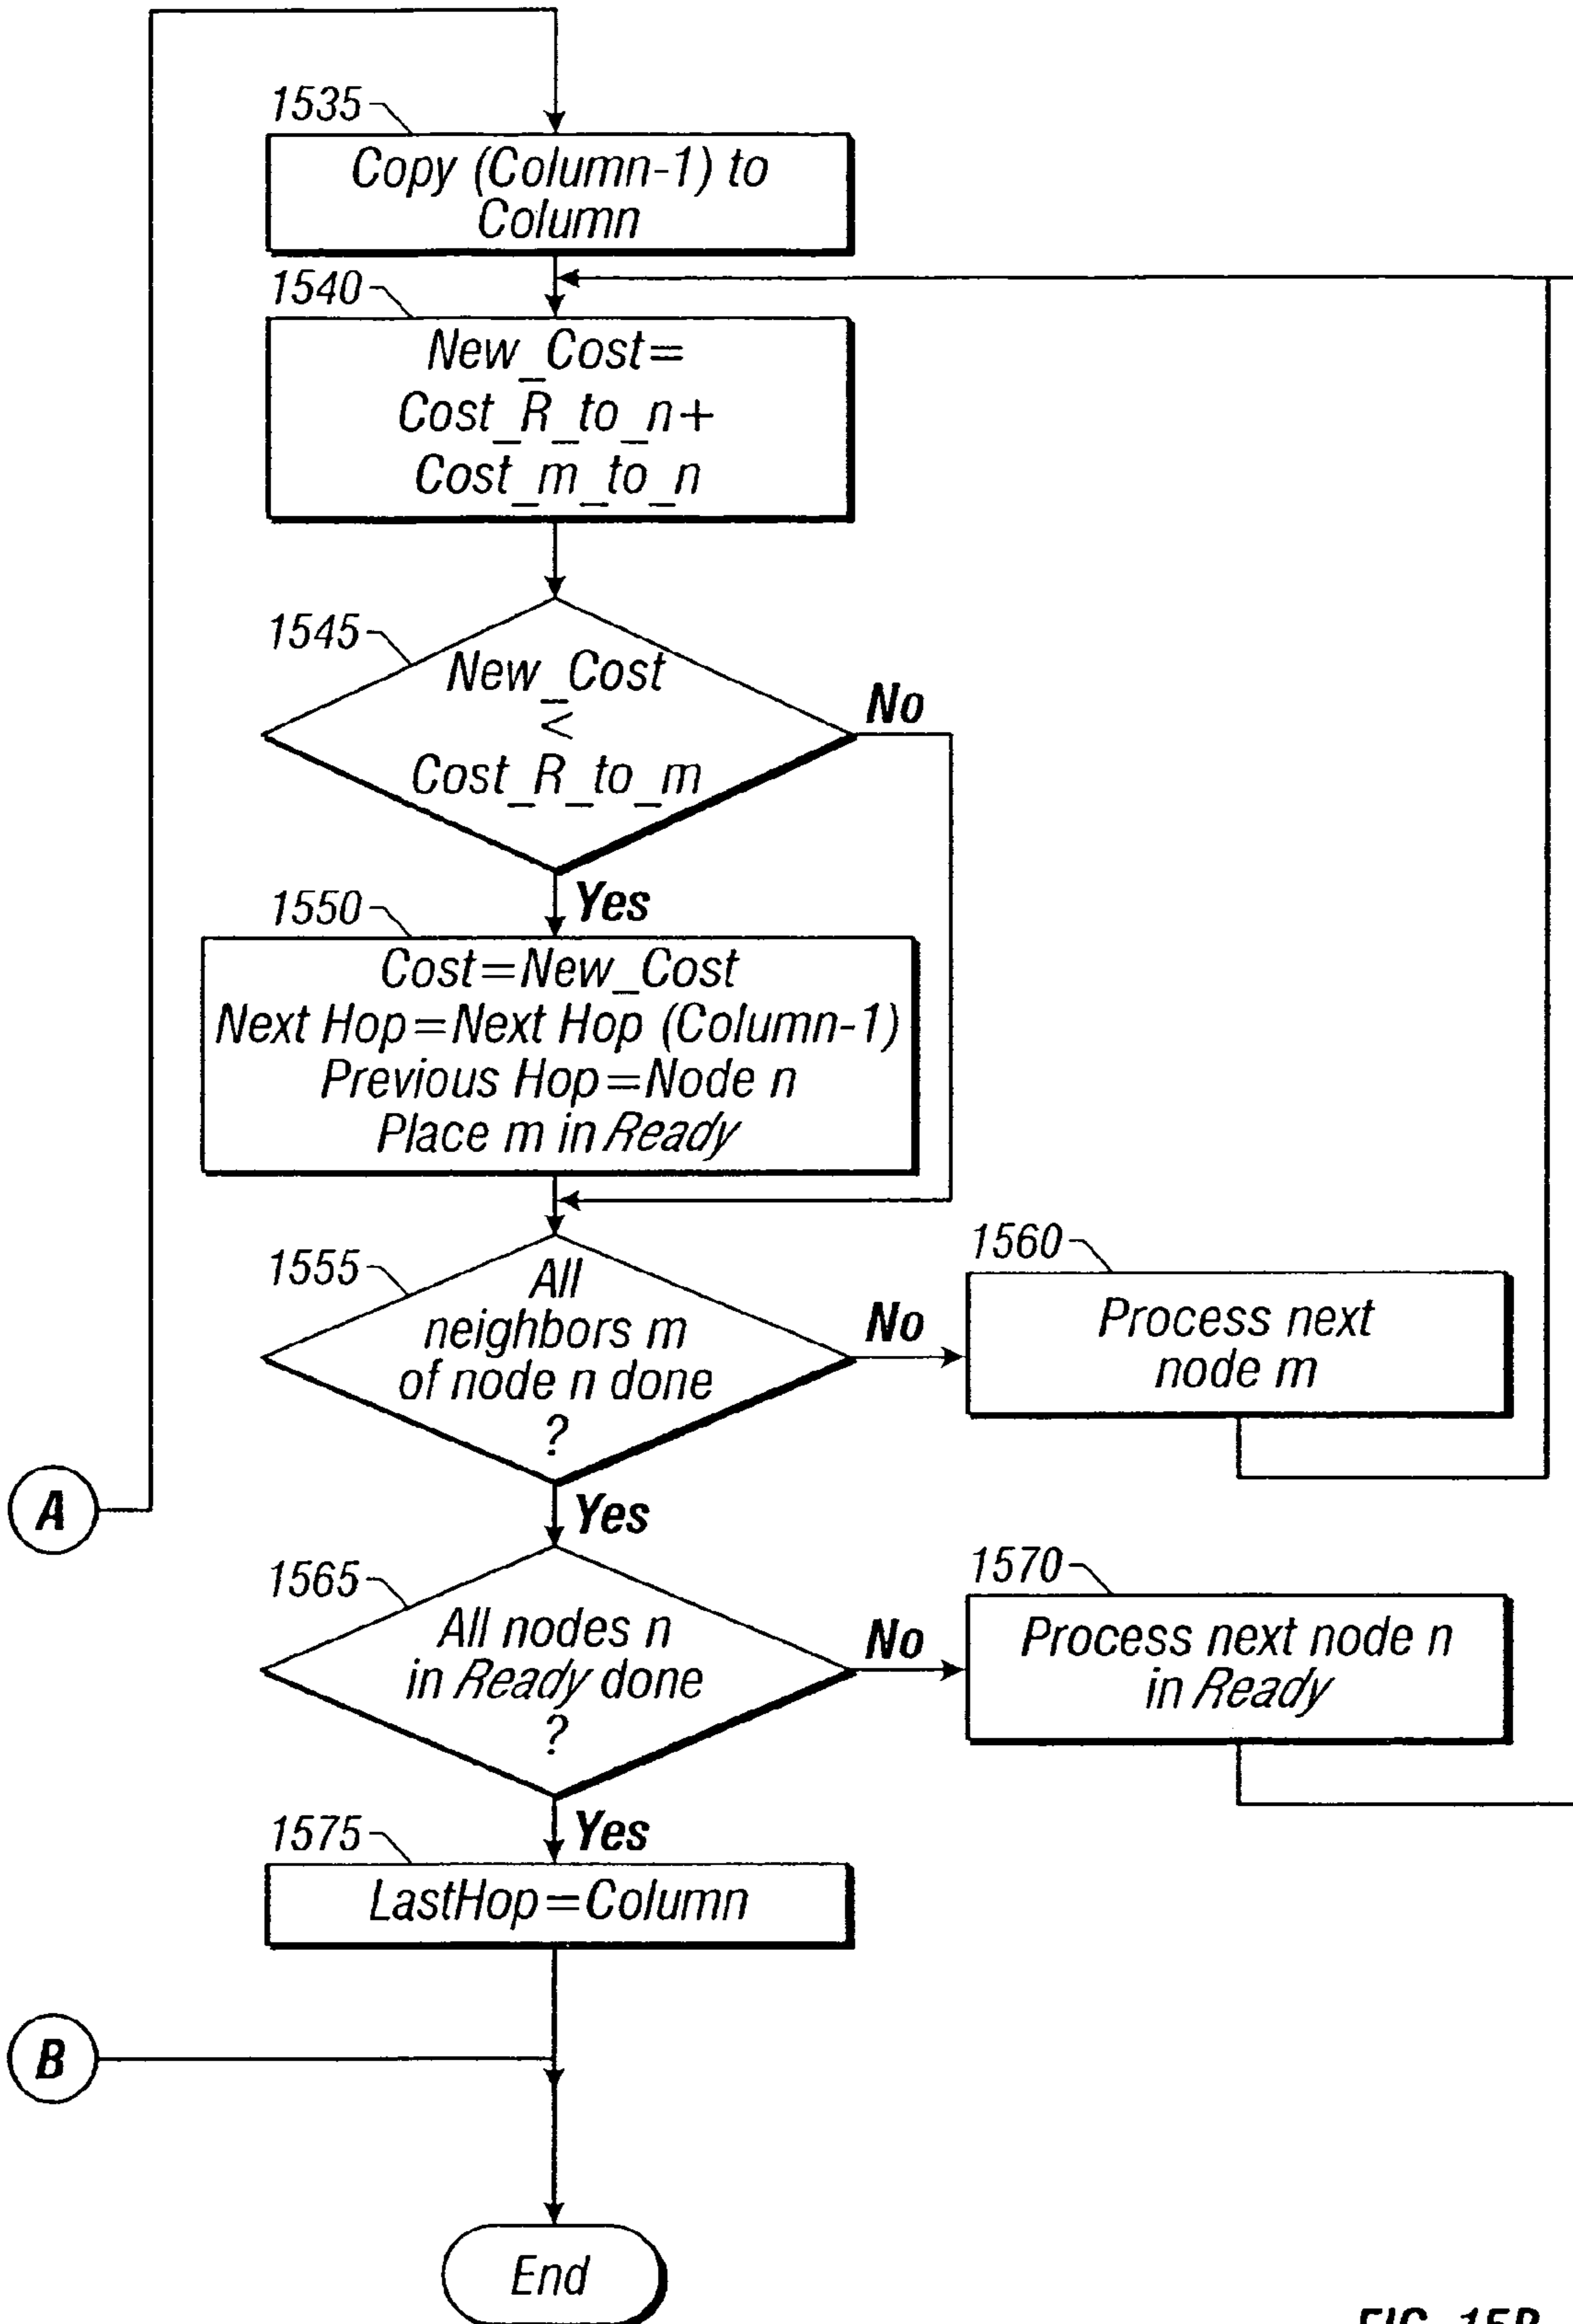 1535
Copy (Column-1) to
Column
1540
New_Cost=
Cost_R_to_n+
Cost_m_to_n
1545
New_Cost
<
Cost_R_to_m
No
Yes
1550
Cost=New_Cost
Next Hop=Next Hop (Column-1)
Previous Hop=Node n
Place m in Ready
1555
All
neighbors m
of node n done
?
No
1560
Process next
node m
A
Yes
1565
All nodes n
in Ready done
?
No
1570
Process next node n
in Ready
Yes
1575
LastHop=Column
B
End
FIG. 15B